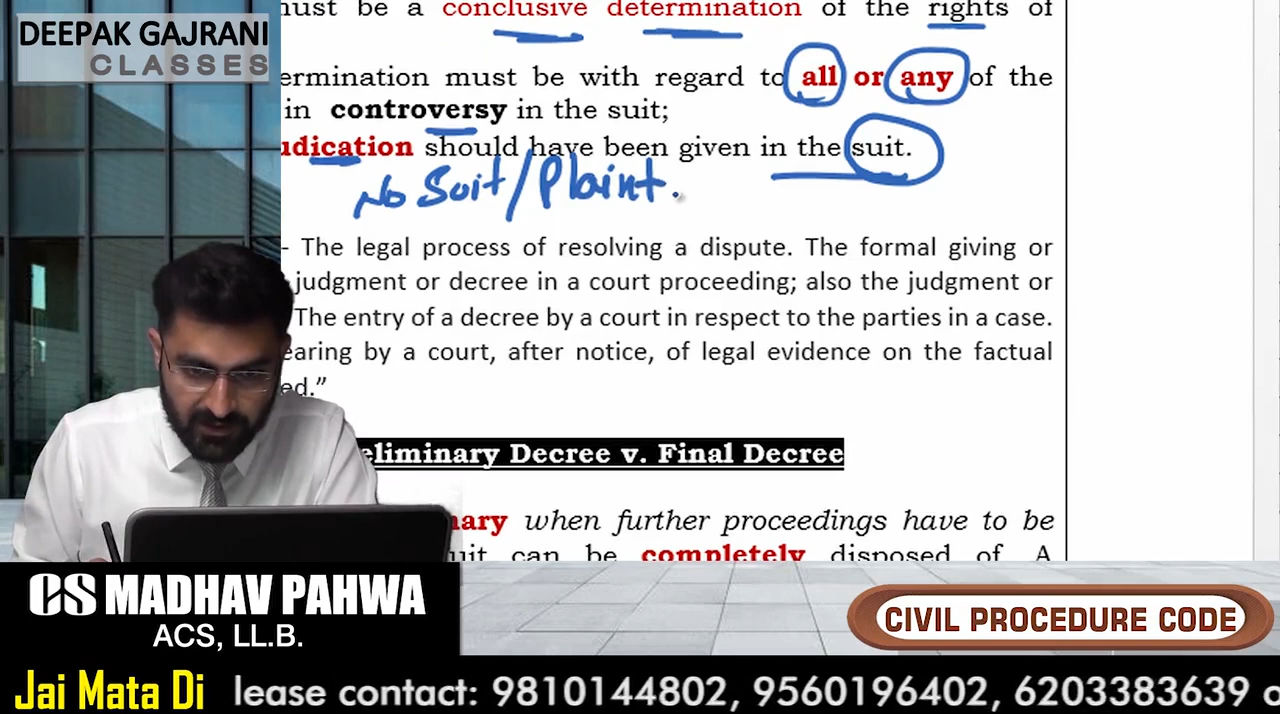 must be a conclusive determination of the rights of
DEEPAK GAJRANI
CLASSES
ermination must be with regard to all or any of the
in controversy in the suit;
udication should have been given in the suit.
No Suit/Plaint.
- The legal process of resolving a dispute. The formal giving or
judgment or decree in a court proceeding; also the judgment or
The entry of a decree by a court in respect to the parties in a case.
earing by a court, after notice, of legal evidence on the factual
ed.”
eliminary Decree v. Final Decree
nary when further proceedings have to be
uit can be completely disposed of. A
CS MADHAV PAHWA
ACS, LL.B.
CIVIL PROCEDURE CODE
Jai Mata Di lease contact: 9810144802, 9560196402, 6203383639 o